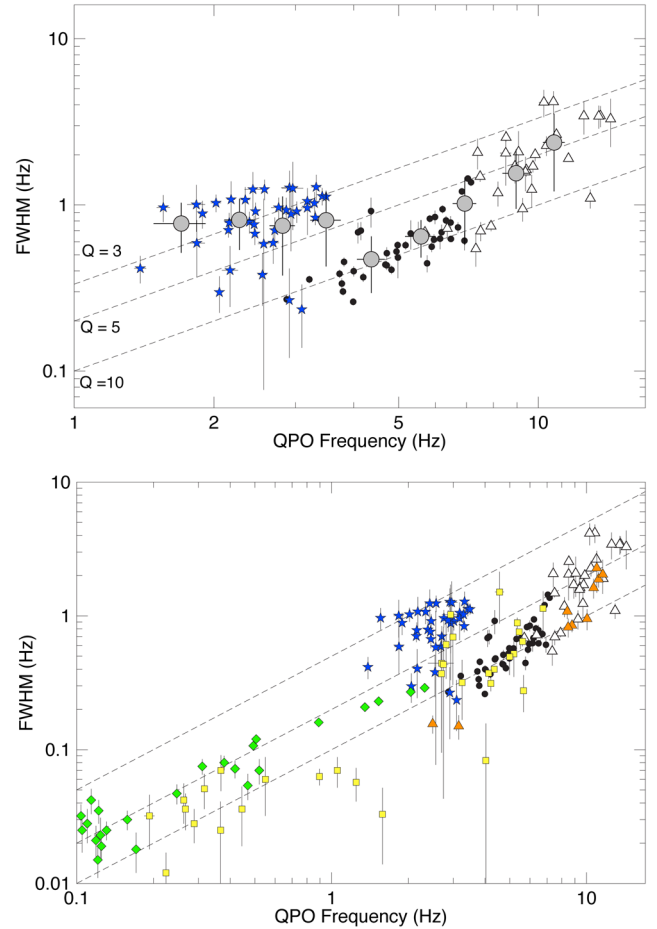 10
1
0.1
FWHM (Hz)
Q = 3
Q = 5
Q =10
1
2
5
10
QPO Frequency (Hz)
10
1
0.1
0.01
FWHM (Hz)
0.1
1
10
QPO Frequency (Hz)